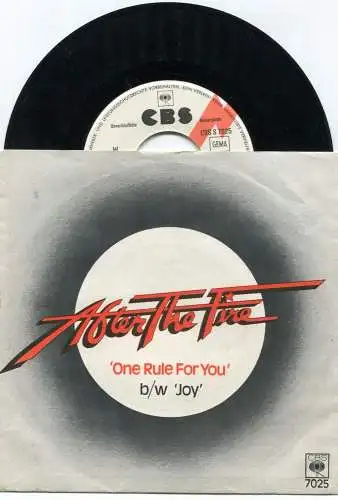 CBS
CBS S 7025
GEMA
After The Fire
'One Rule For You'
b/w 'Joy'
CBS
7025